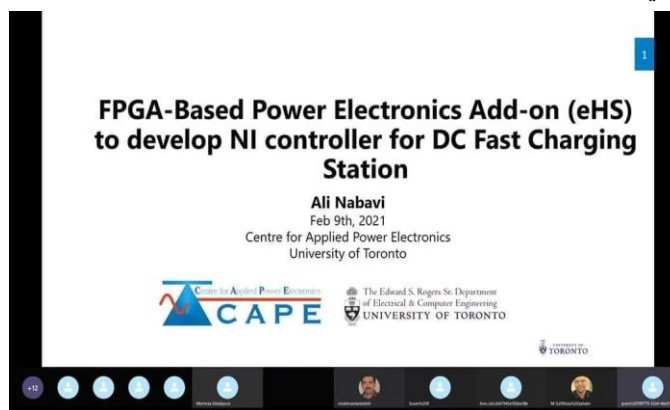 1
FPGA-Based Power Electronics Add-on (eHS)
to develop NI controller for DC Fast Charging
Station
Ali Nabavi
Feb 9th, 2021
Centre for Applied Power Electronics
University of Toronto
Centre for Applied Power Electronics
CAPE
The Edward S. Rogers Sr. Department
of Electrical & Computer Engineering
UNIVERSITY OF TORONTO
UNIVERSITY OF
TORONTO
+12